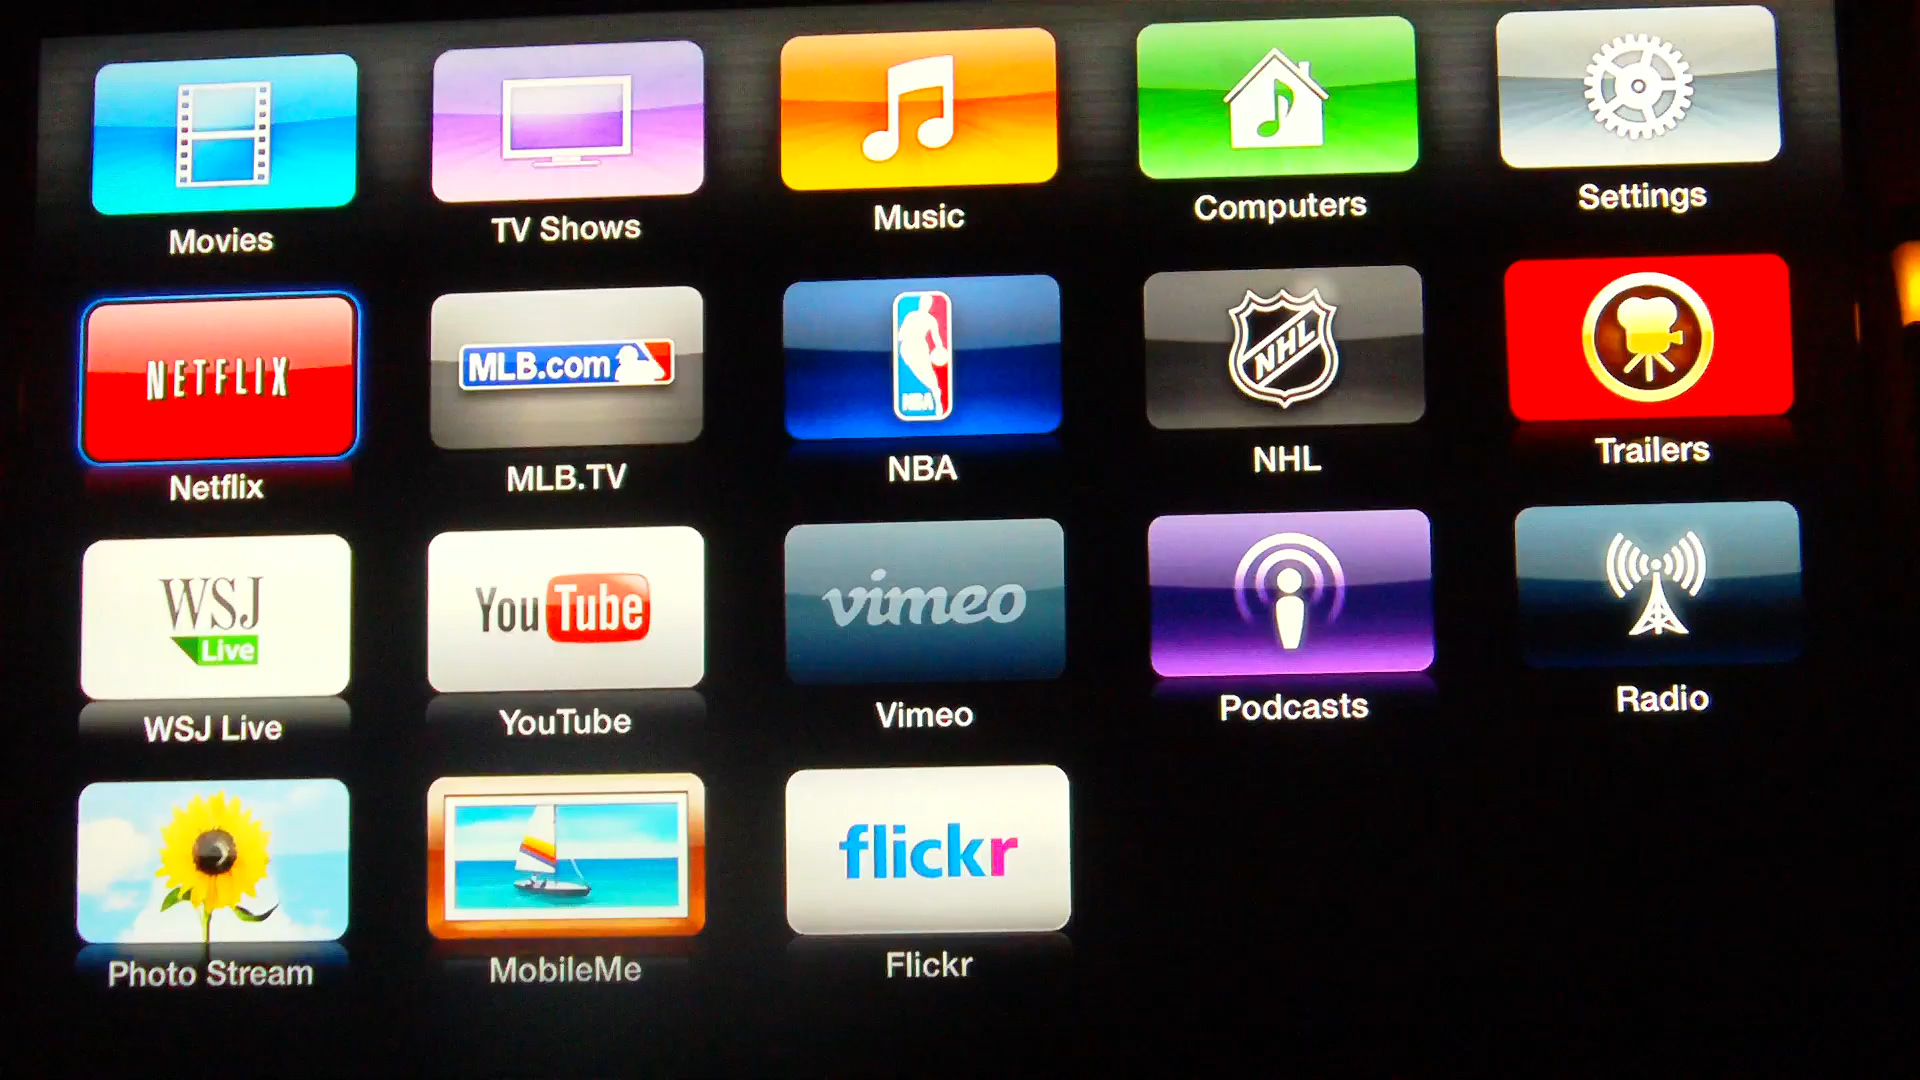 Movies
TV Shows
Music
Computers
Settings
NETFLIX
MLB.com
NBA
NHL
Netflix
MLB.TV
NBA
NHL
Trailers
WSJ
Live
YouTube
vimeo
WSJ Live
YouTube
Vimeo
Podcasts
Radio
flickr
Photo Stream
MobileMe
Flickr